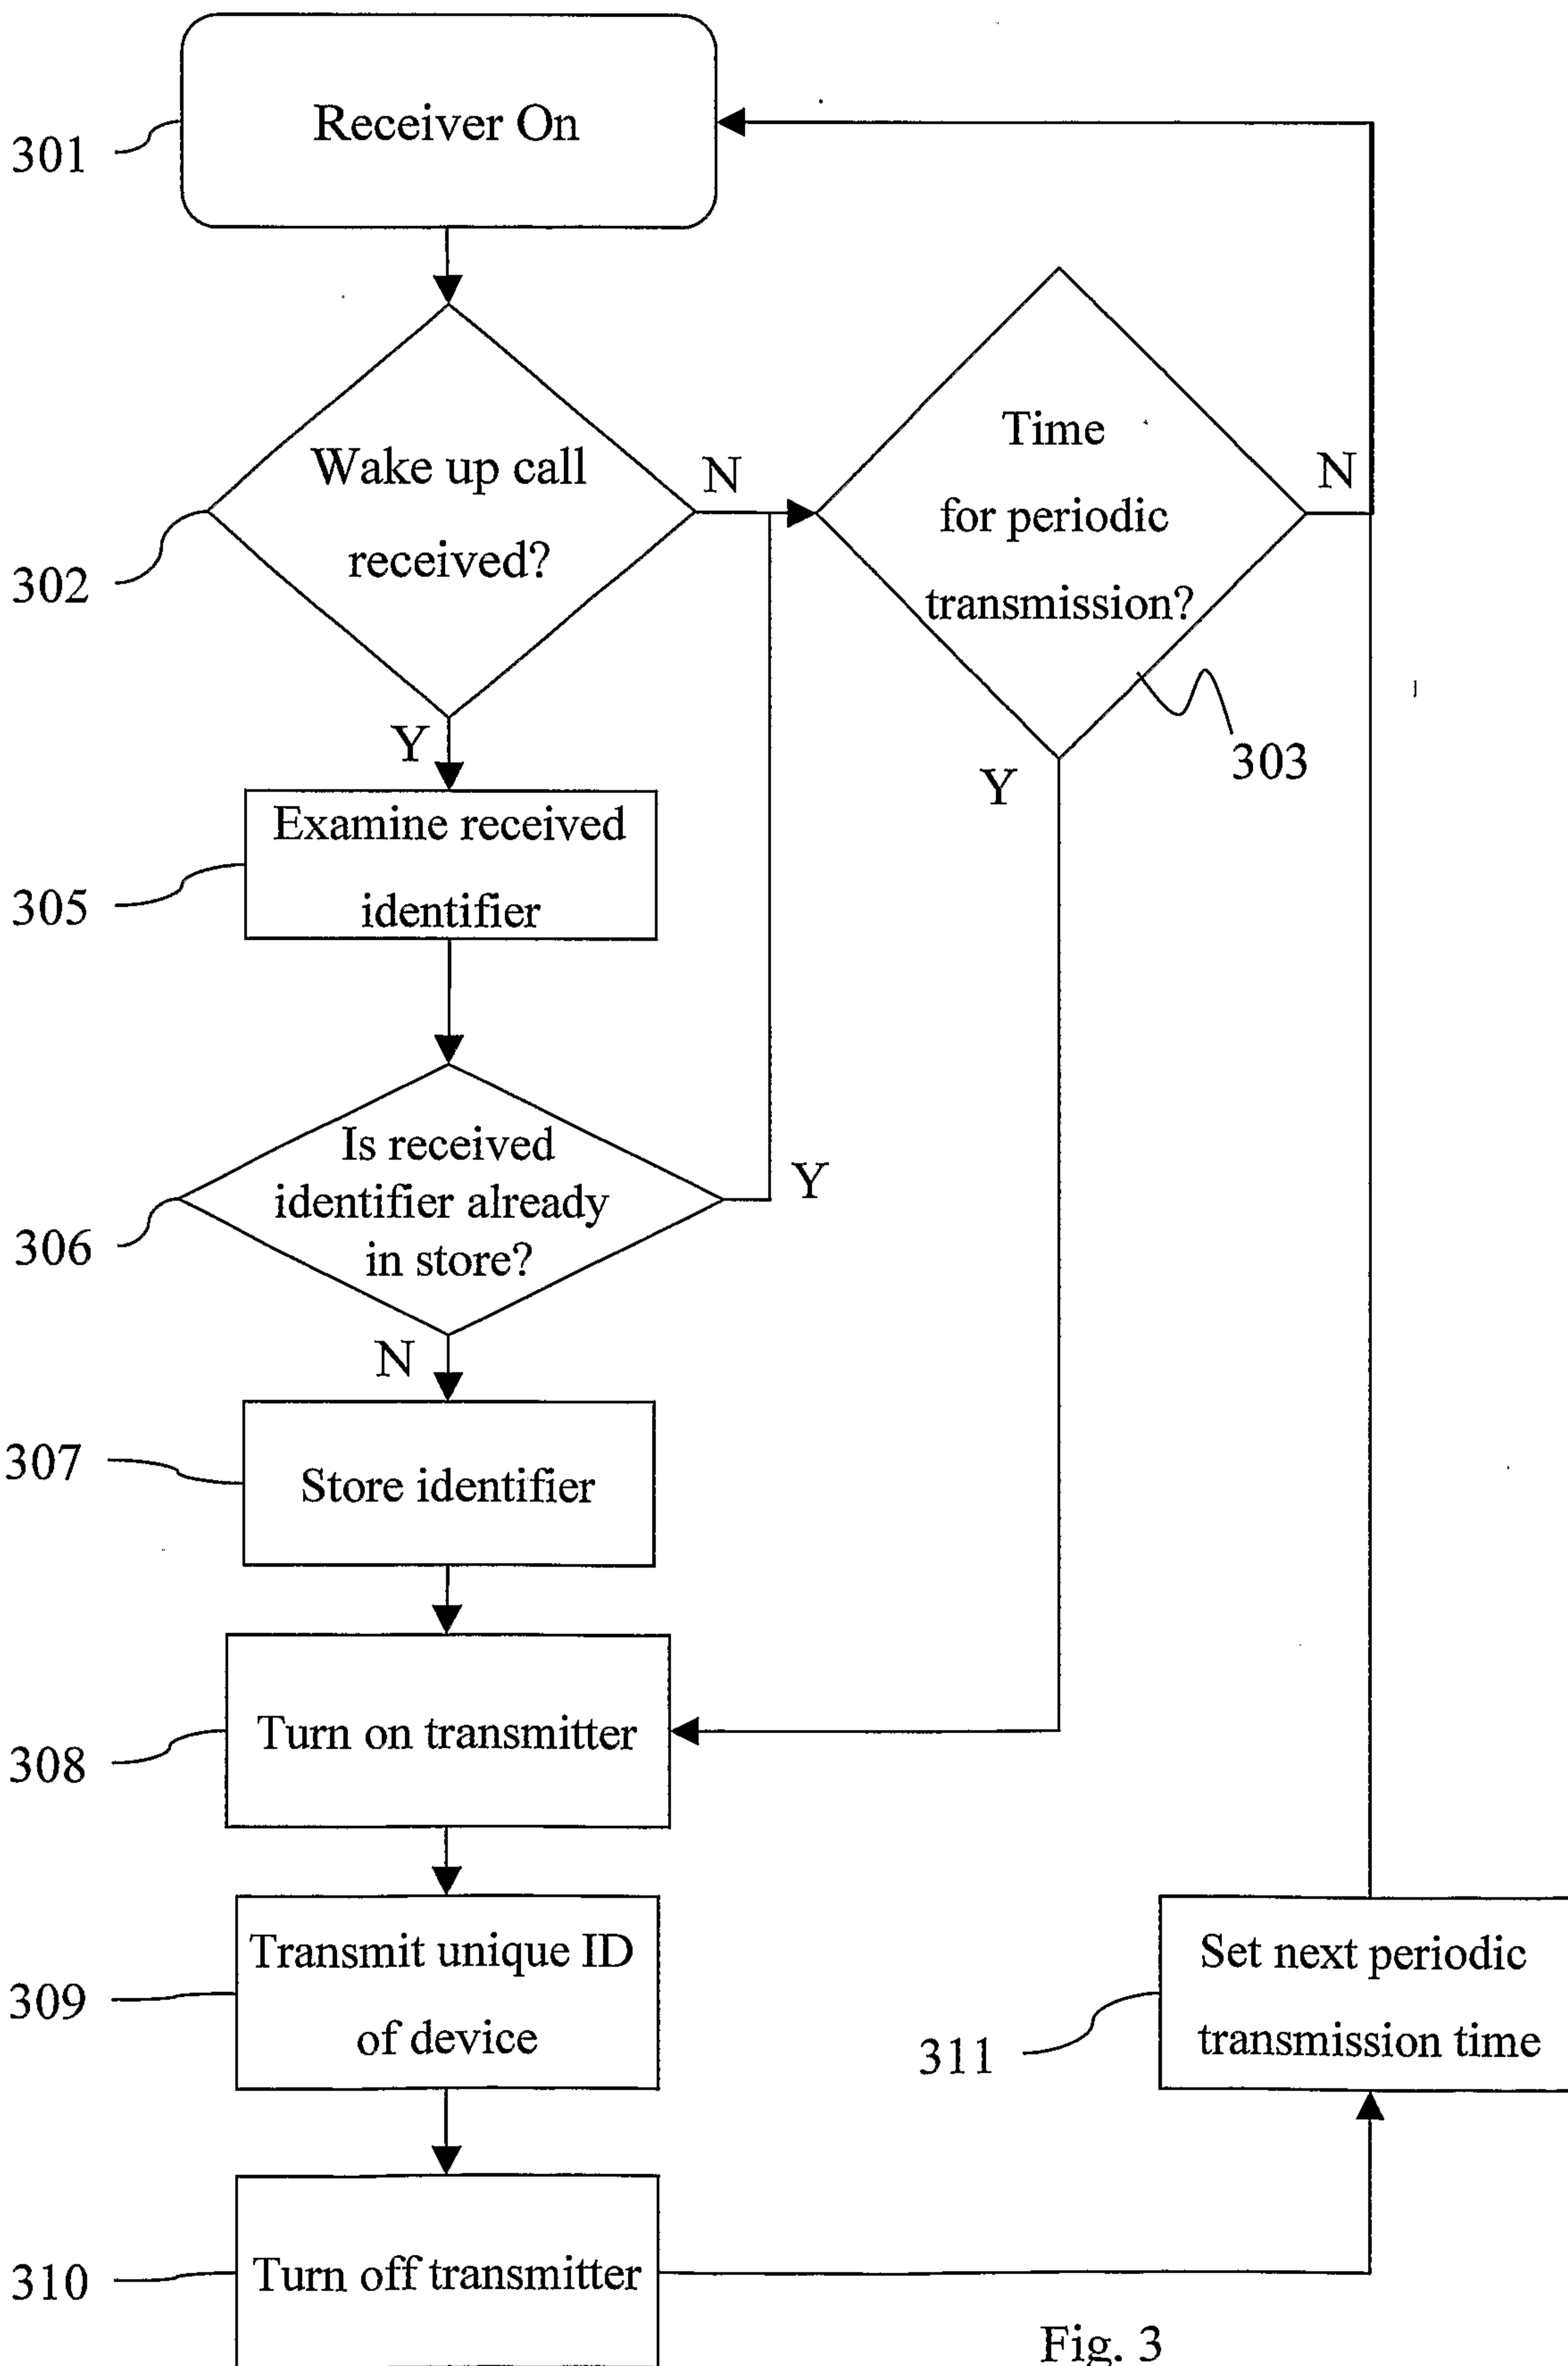 Receiver On
301
Wake up call
received?
N
302
Time
for periodic
transmission?
N
303
Y
Y
Examine received
identifier
305
Is received
identifier already
in store?
Y
306
N
Store identifier
307
Turn on transmitter
308
Transmit unique ID
of device
309
Set next periodic
transmission time
311
Turn off transmitter
310
Fig. 3